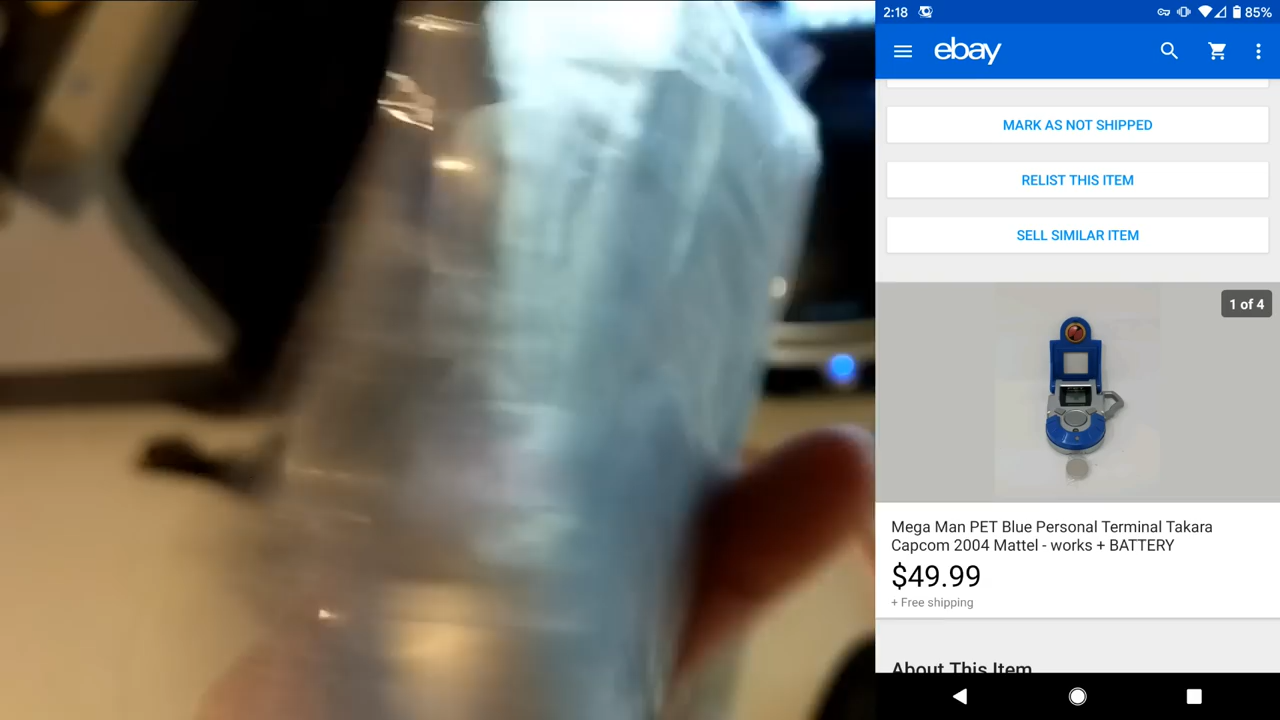 2:18
85%
ebay
MARK AS NOT SHIPPED
RELIST THIS ITEM
SELL SIMILAR ITEM
1 of 4
Mega Man PET Blue Personal Terminal Takara
Capcom 2004 Mattel - works + BATTERY
$49.99
+ Free shipping
About This Item